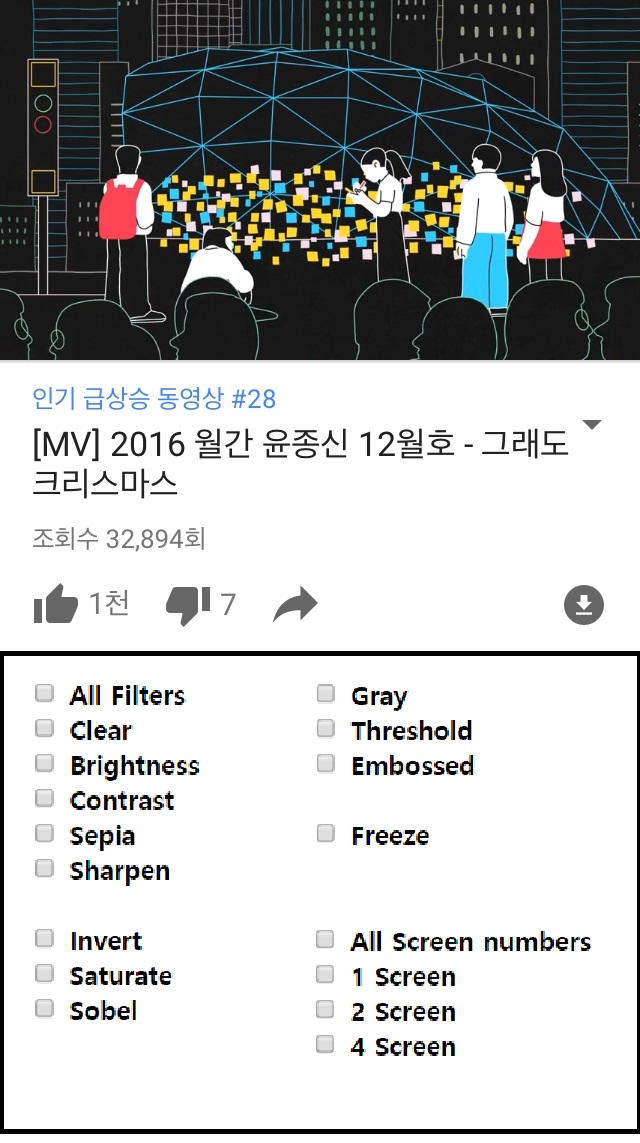 인기 급상승 동영상 #28
[MV] 2016 월간 윤종신 12월호 - 그래도
크리스마스
조회수 32,894회
1천 7
All Filters
Clear
Brightness
Contrast
Sepia
Sharpen
Invert
Saturate
Sobel
Gray
Threshold
Embossed
Freeze
All Screen numbers
1 Screen
2 Screen
4 Screen